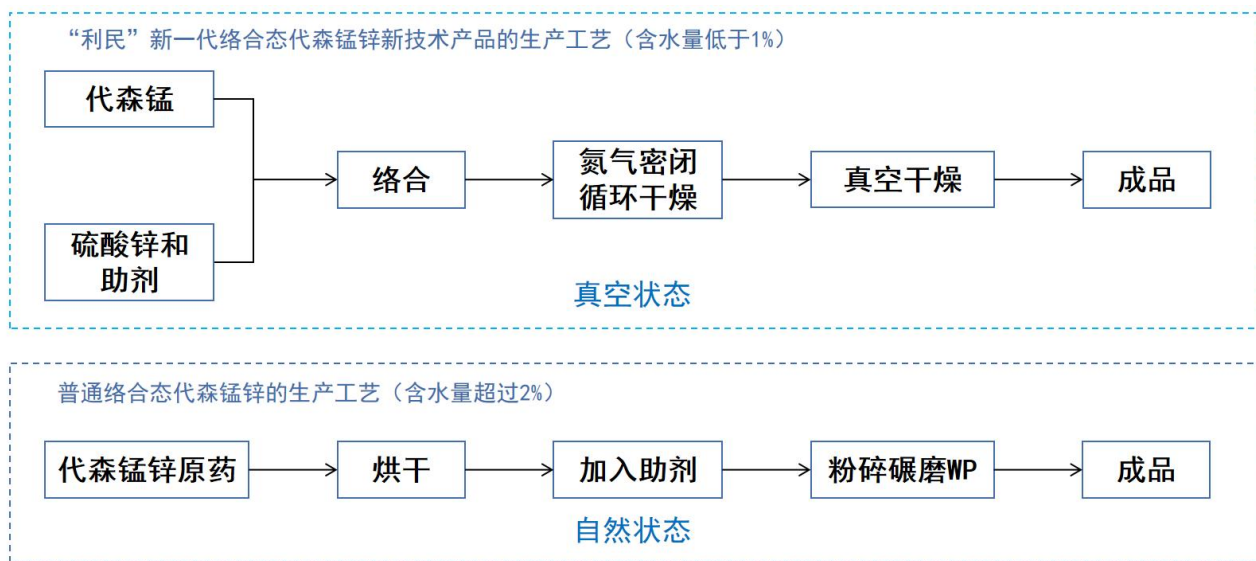 “利民”新一代络合态代森锰锌新技术产品的生产工艺（含水量低于1%）
代森锰
硫酸锌和
助剂
络合
氮气密闭
循环干燥
真空干燥
成品
真空状态
普通络合态代森锰锌的生产工艺（含水量超过2%）
代森锰锌原药
烘干
加入助剂
粉碎碾磨WP
成品
自然状态